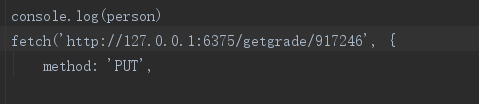 console.log(person)
fetch('http://127.0.0.1:6375/getgrade/917246', {
    method: 'PUT',